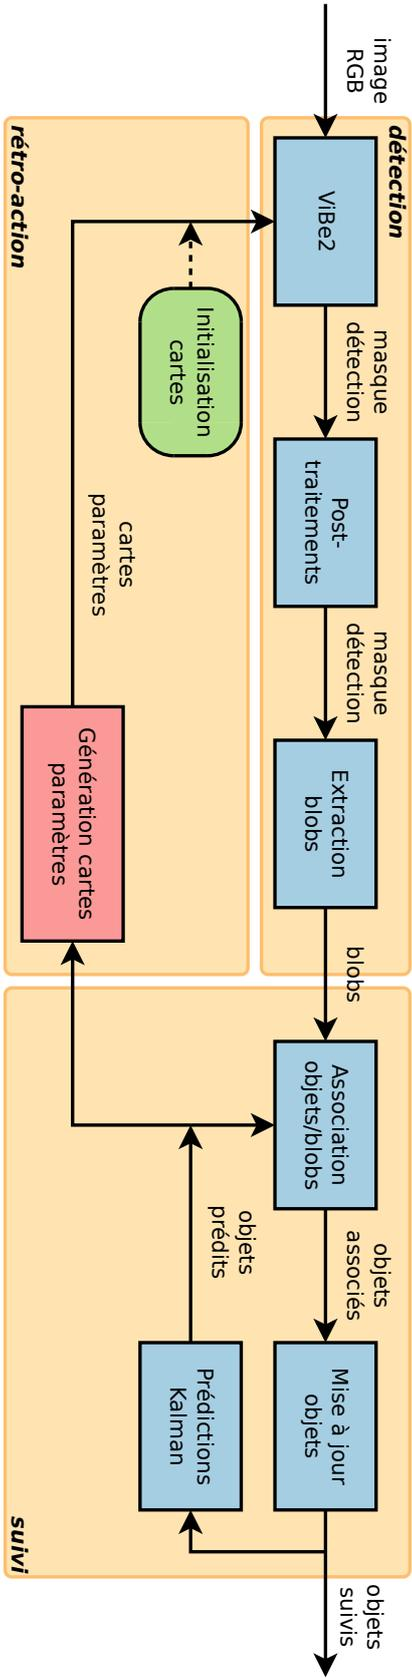 image
RGB
détection
ViBe2
masque
détection
Post-
traitements
masque
détection
Extraction
blobs
blobs
Association
objets/blobs
objets
associés
Mise à jour
objets
objets
suivis
rétro-action
Initialisation
cartes
cartes
paramètres
Génération cartes
paramètres
objets
prédits
Prédictions
Kalman
suivi